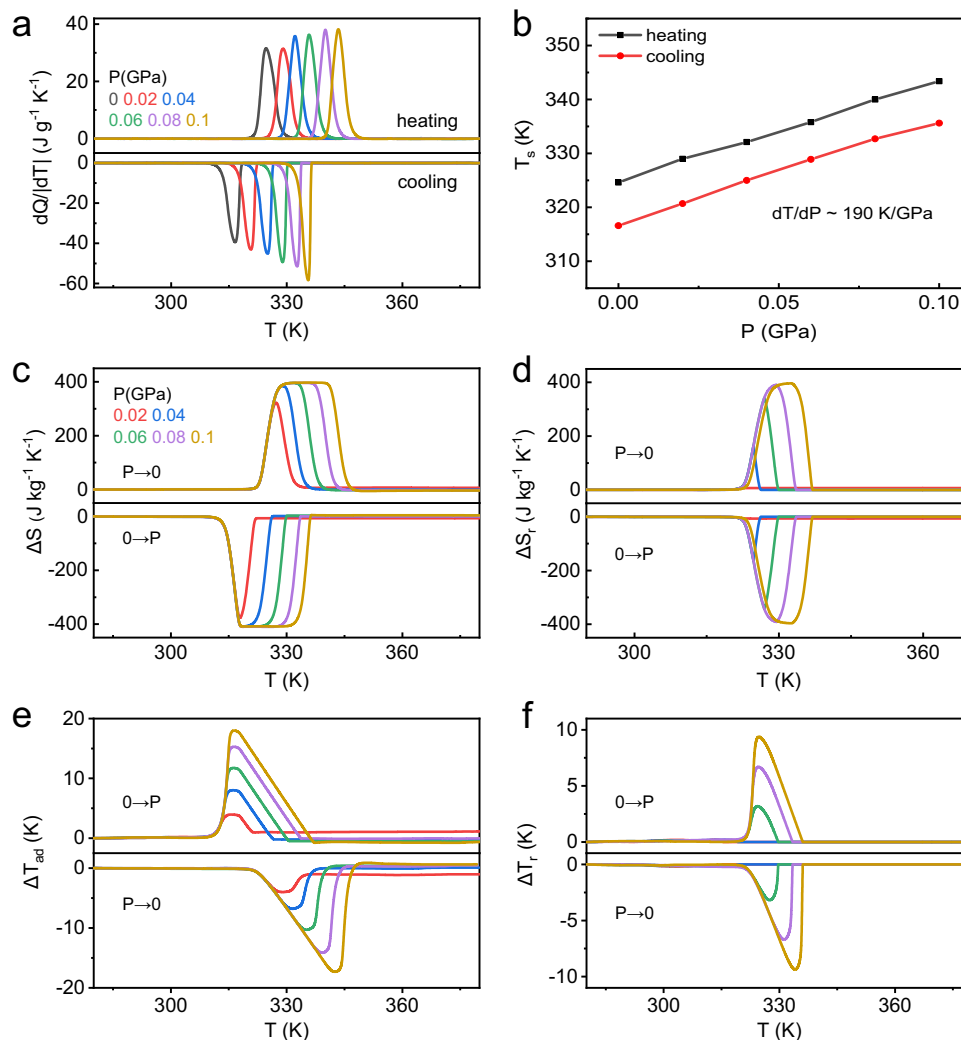 a
dQ/|dT| (J g⁻¹ K⁻¹)
40
20
0
0
-20
-40
-60
P(GPa)
0 0.02 0.04
0.06 0.08 0.1
heating
cooling
300 330 360
T (K)
b
T_s (K)
350
340
330
320
310
heating
cooling
dT/dP ~ 190 K/GPa
0.00 0.05 0.10
P (GPa)
c
ΔS (J kg⁻¹ K⁻¹)
400
200
0
0
-200
-400
P(GPa)
0.02 0.04
0.06 0.08 0.1
P→0
0→P
300 330 360
T (K)
d
ΔS_r (J kg⁻¹ K⁻¹)
400
200
0
0
-200
-400
P→0
0→P
300 330 360
T (K)
e
ΔT_ad (K)
20
10
0
0
-10
-20
0→P
P→0
300 330 360
T (K)
f
ΔT_r (K)
10
5
0
0
-5
-10
0→P
P→0
300 330 360
T (K)